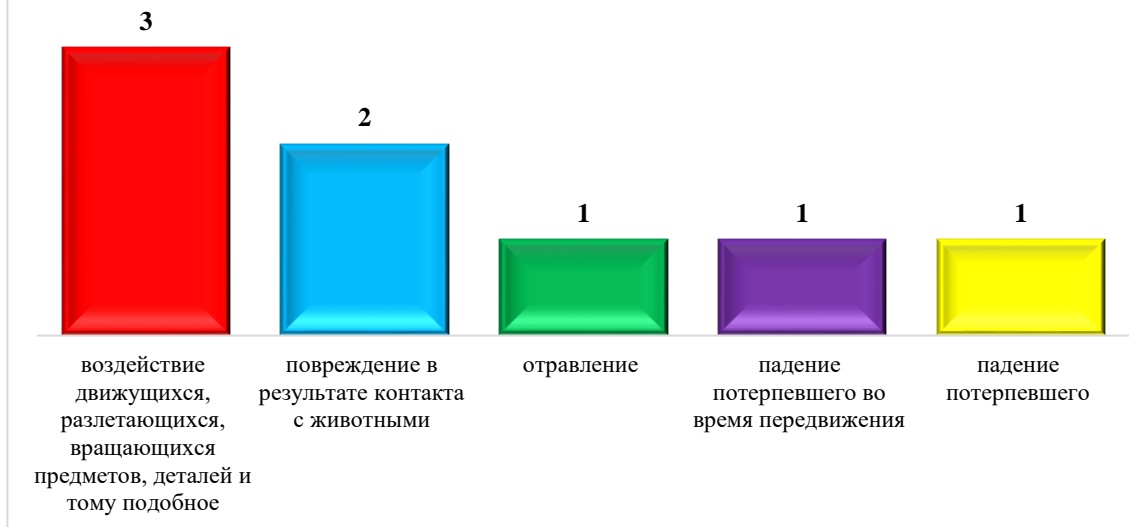 3
2
1
1
1
воздействие
движущихся,
разлетающихся,
вращающихся
предметов, деталей и
тому подобное
повреждение в
результате контакта
с животными
отравление
падение
потерпевшего во
время передвижения
падение
потерпевшего